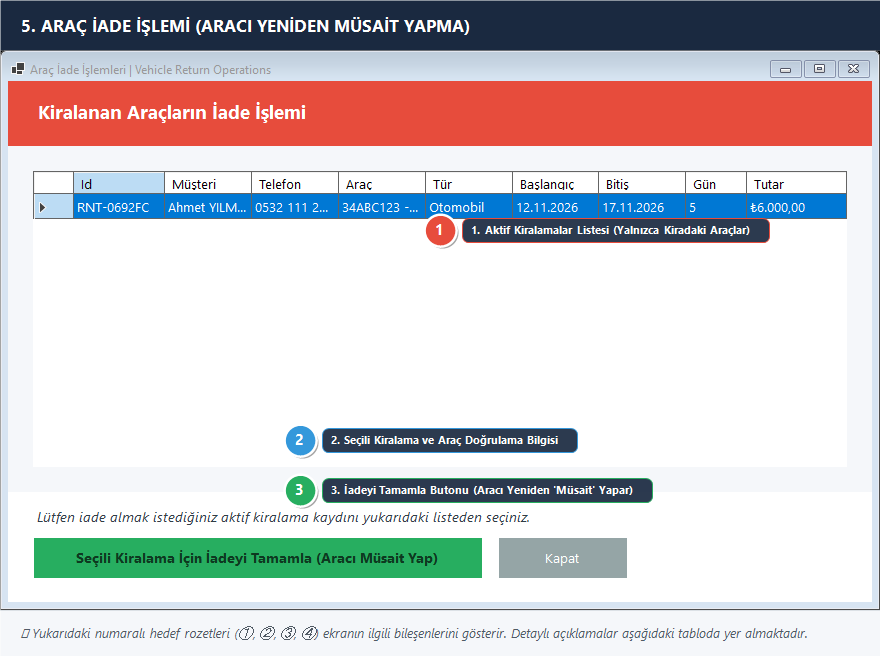 5. ARAÇ İADE İŞLEMİ (ARACI YENİDEN MÜSAİT YAPMA)
Araç İade İşlemleri | Vehicle Return Operations
Kiralanan Araçların İade İşlemi
Id Müşteri Telefon Araç Tür Başlangıç Bitiş Gün Tutar
RNT-0692FC Ahmet YILM... 0532 111 2... 34ABC123 -... Otomobil 12.11.2026 17.11.2026 5 ₺6.000,00
1 1. Aktif Kiralamalar Listesi (Yalnızca Kiradaki Araçlar)
2 2. Seçili Kiralama ve Araç Doğrulama Bilgisi
3 3. İadeyi Tamamla Butonu (Aracı Yeniden 'Müsait' Yapar)
Lütfen iade almak istediğiniz aktif kiralama kaydını yukarıdaki listeden seçiniz.
Seçili Kiralama İçin İadeyi Tamamla (Aracı Müsait Yap) Kapat
Yukarıdaki numaralı hedef rozetleri (①, ②, ③, ④) ekranın ilgili bileşenlerini gösterir. Detaylı açıklamalar aşağıdaki tabloda yer almaktadır.